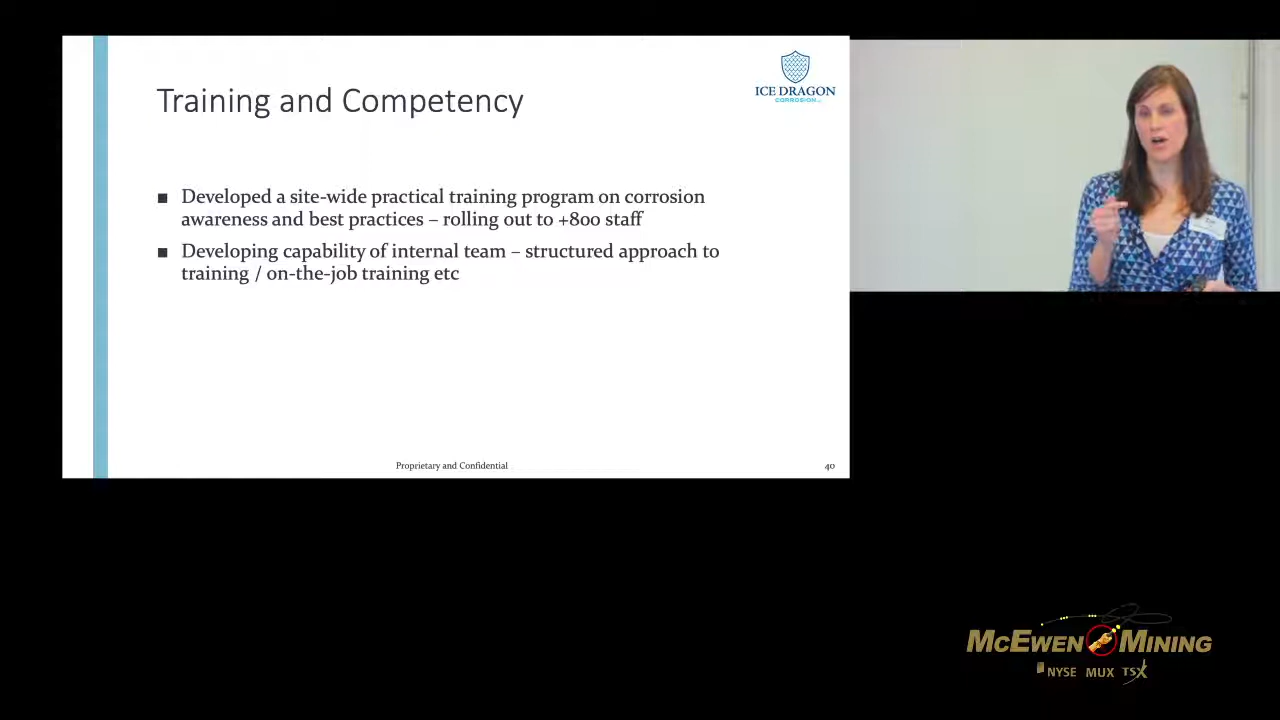 Training and Competency
ICE DRAGON
CORROSION
■ Developed a site-wide practical training program on corrosion
awareness and best practices – rolling out to +800 staff
■ Developing capability of internal team – structured approach to
training / on-the-job training etc
Proprietary and Confidential
40
MCEWEN MINING
NYSE MUX TSX